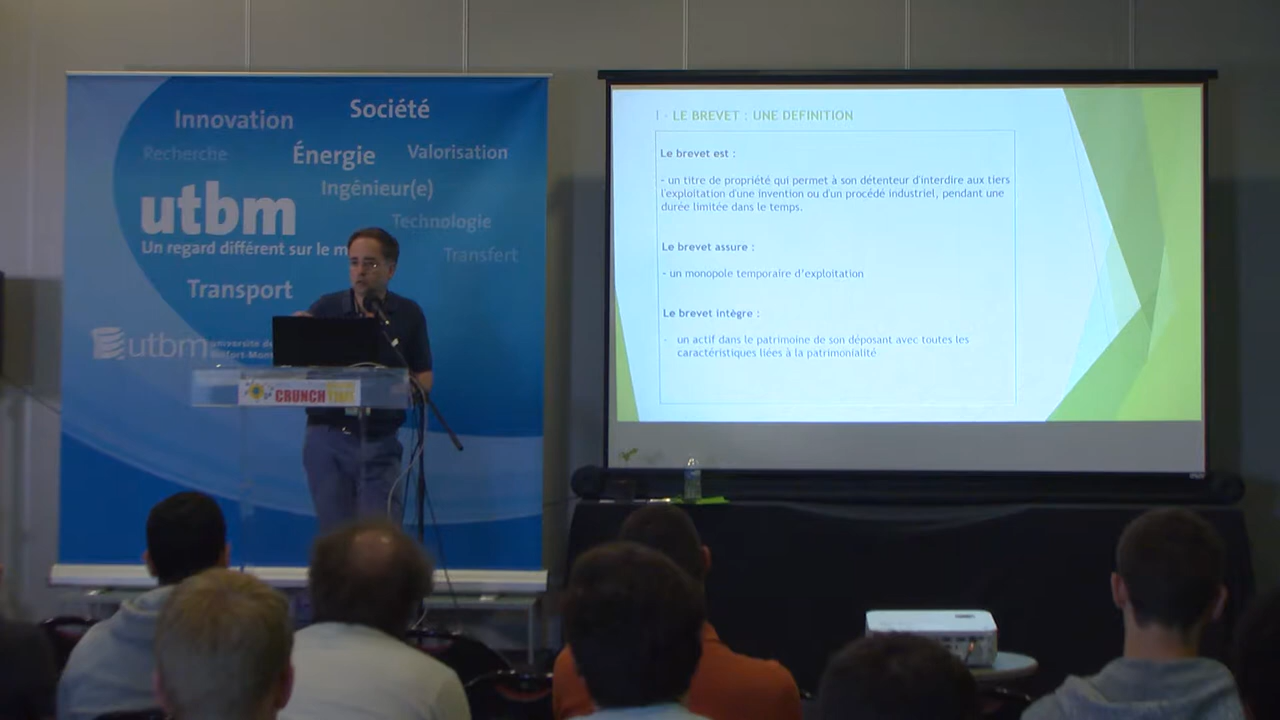 Innovation
Société
Recherche
Énergie
Valorisation
Ingénieur(e)
utbm
Technologie
Un regard différent sur le m
Transfert
Transport
utbm
université de
CRUNCH
I - LE BREVET : UNE DEFINITION
Le brevet est :
- un titre de propriété qui permet à son détenteur d'interdire aux tiers
l'exploitation d'une invention ou d'un procédé industriel, pendant une
durée limitée dans le temps.
Le brevet assure :
- un monopole temporaire d'exploitation
Le brevet intègre :
- un actif dans le patrimoine de son déposant avec toutes les
caractéristiques liées à la patrimonialité